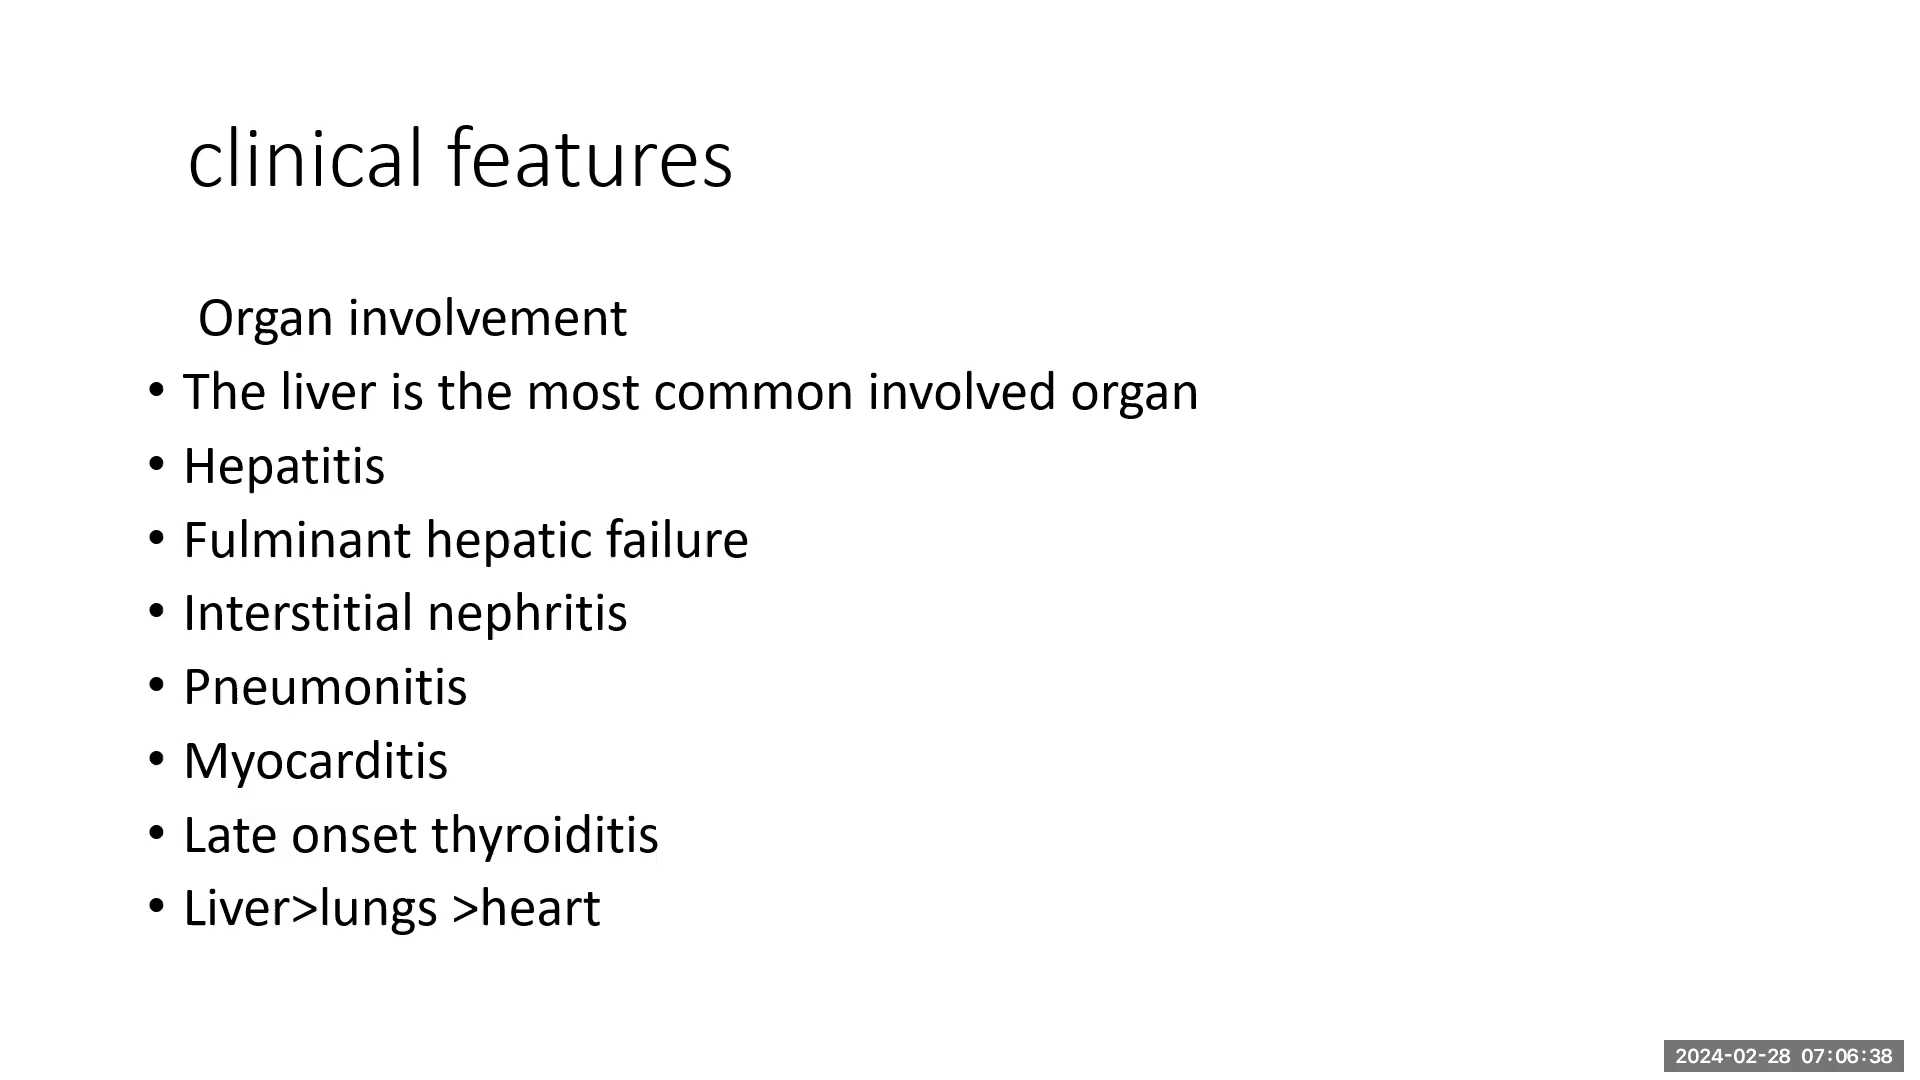 clinical features
Organ involvement
• The liver is the most common involved organ
• Hepatitis
• Fulminant hepatic failure
• Interstitial nephritis
• Pneumonitis
• Myocarditis
• Late onset thyroiditis
• Liver>lungs >heart
2024-02-28 07:06:38